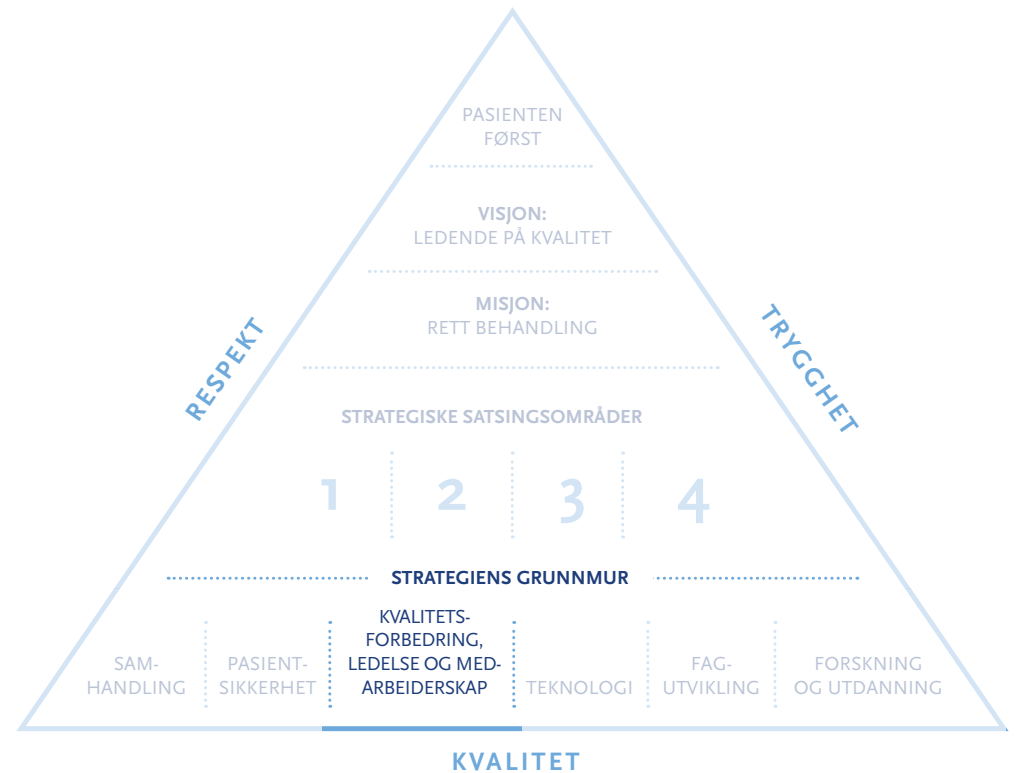 PASIENTEN
FØRST
VISJON:
LEDENDE PÅ KVALITET
MISJON:
RETT BEHANDLING
RESPEKT
TRYGGHET
STRATEGISKE SATSINGSOMRÅDER
1 2 3 4
STRATEGIENS GRUNNMUR
SAM-
HANDLING
PASIENT-
SIKKERHET
KVALITETS-
FORBEDRING,
LEDELSE OG MED-
ARBEIDERSKAP
TEKNOLOGI
FAG-
UTVIKLING
FORSKNING
OG UTDANNING
KVALITET